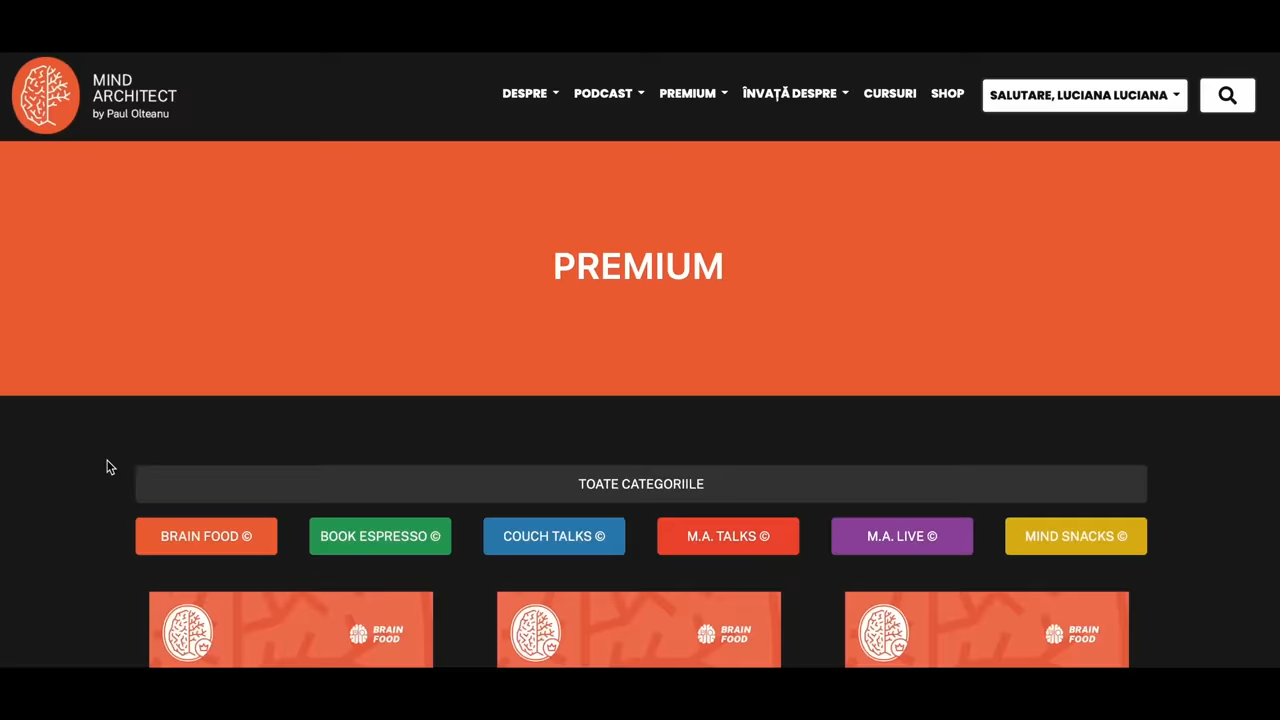 MIND
ARCHITECT
by Paul Olteanu
DESPRE
PODCAST
PREMIUM
ÎNVAȚĂ DESPRE
CURSURI
SHOP
SALUTARE, LUCIANA LUCIANA
PREMIUM
TOATE CATEGORIILE
BRAIN FOOD ©
BOOK ESPRESSO ©
COUCH TALKS ©
M.A. TALKS ©
M.A. LIVE ©
MIND SNACKS ©
BRAIN
FOOD
BRAIN
FOOD
BRAIN
FOOD